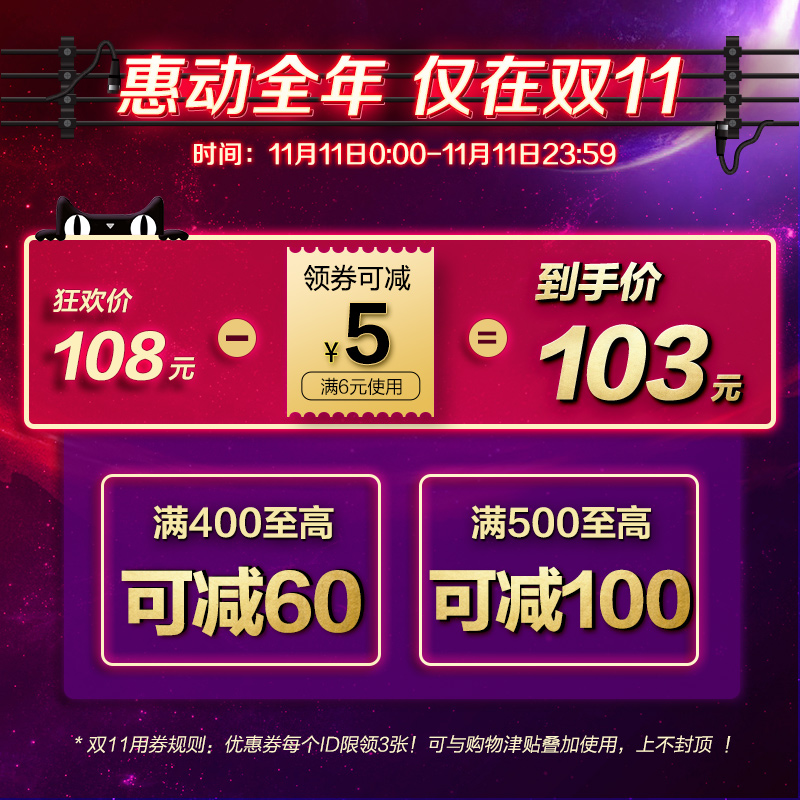 惠动全年 仅在双11
时间：11月11日0:00-11月11日23:59
狂欢价
108元
-
领券可减
¥5
满6元使用
=
到手价
103元
满400至高
可减60
满500至高
可减100
*双11用券规则：优惠券每个ID限领3张！可与购物津贴叠加使用，上不封顶 ！